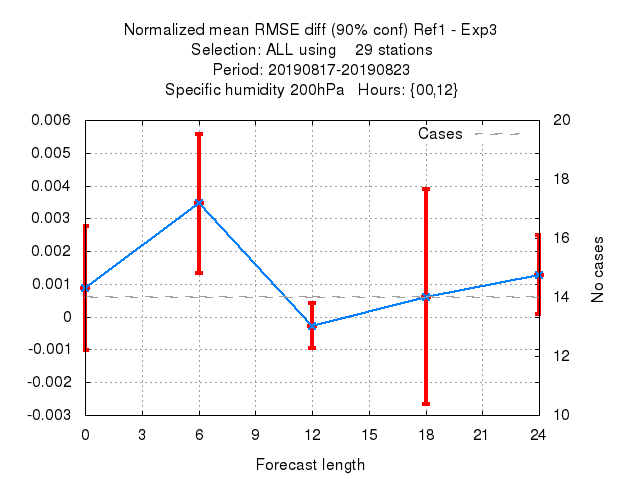 Normalized mean RMSE diff (90% conf) Ref1 - Exp3
Selection: ALL using    29 stations
Period: 20190817-20190823
Specific humidity 200hPa   Hours: {00,12}
Cases
0.006
0.005
0.004
0.003
0.002
0.001
0
-0.001
-0.002
-0.003
20
18
16
14
12
10
No cases
0 3 6 9 12 15 18 21 24
Forecast length